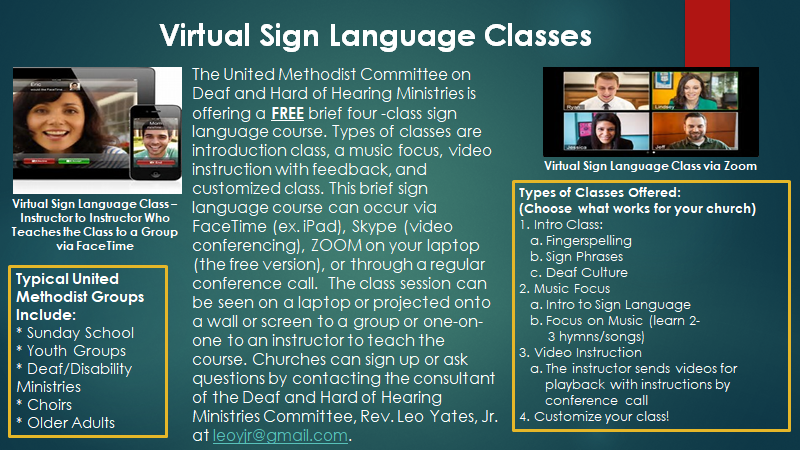 Virtual Sign Language Classes
Eric
Mom
Virtual Sign Language Class –
Instructor to Instructor Who
Teaches the Class to a Group
via FaceTime
Typical United
Methodist Groups
Include:
* Sunday School
* Youth Groups
* Deaf/Disability
Ministries
* Choirs
* Older Adults
The United Methodist Committee on
Deaf and Hard of Hearing Ministries is
offering a FREE brief four -class sign
language course. Types of classes are
introduction class, a music focus, video
instruction with feedback, and
customized class. This brief sign
language course can occur via
FaceTime (ex. iPad), Skype (video
conferencing), ZOOM on your laptop
(the free version), or through a regular
conference call.  The class session can
be seen on a laptop or projected onto
a wall or screen to a group or one-on-
one to an instructor to teach the
course. Churches can sign up or ask
questions by contacting the consultant
of the Deaf and Hard of Hearing
Ministries Committee, Rev. Leo Yates, Jr.
at leoyjr@gmail.com.
Ryan
Lindsey
Jessica
Jeff
Virtual Sign Language Class via Zoom
Types of Classes Offered:
(Choose what works for your church)
1. Intro Class:
a. Fingerspelling
b. Sign Phrases
c. Deaf Culture
2. Music Focus
a. Intro to Sign Language
b. Focus on Music (learn 2-
3 hymns/songs)
3. Video Instruction
a. The instructor sends videos for
playback with instructions by
conference call
4. Customize your class!